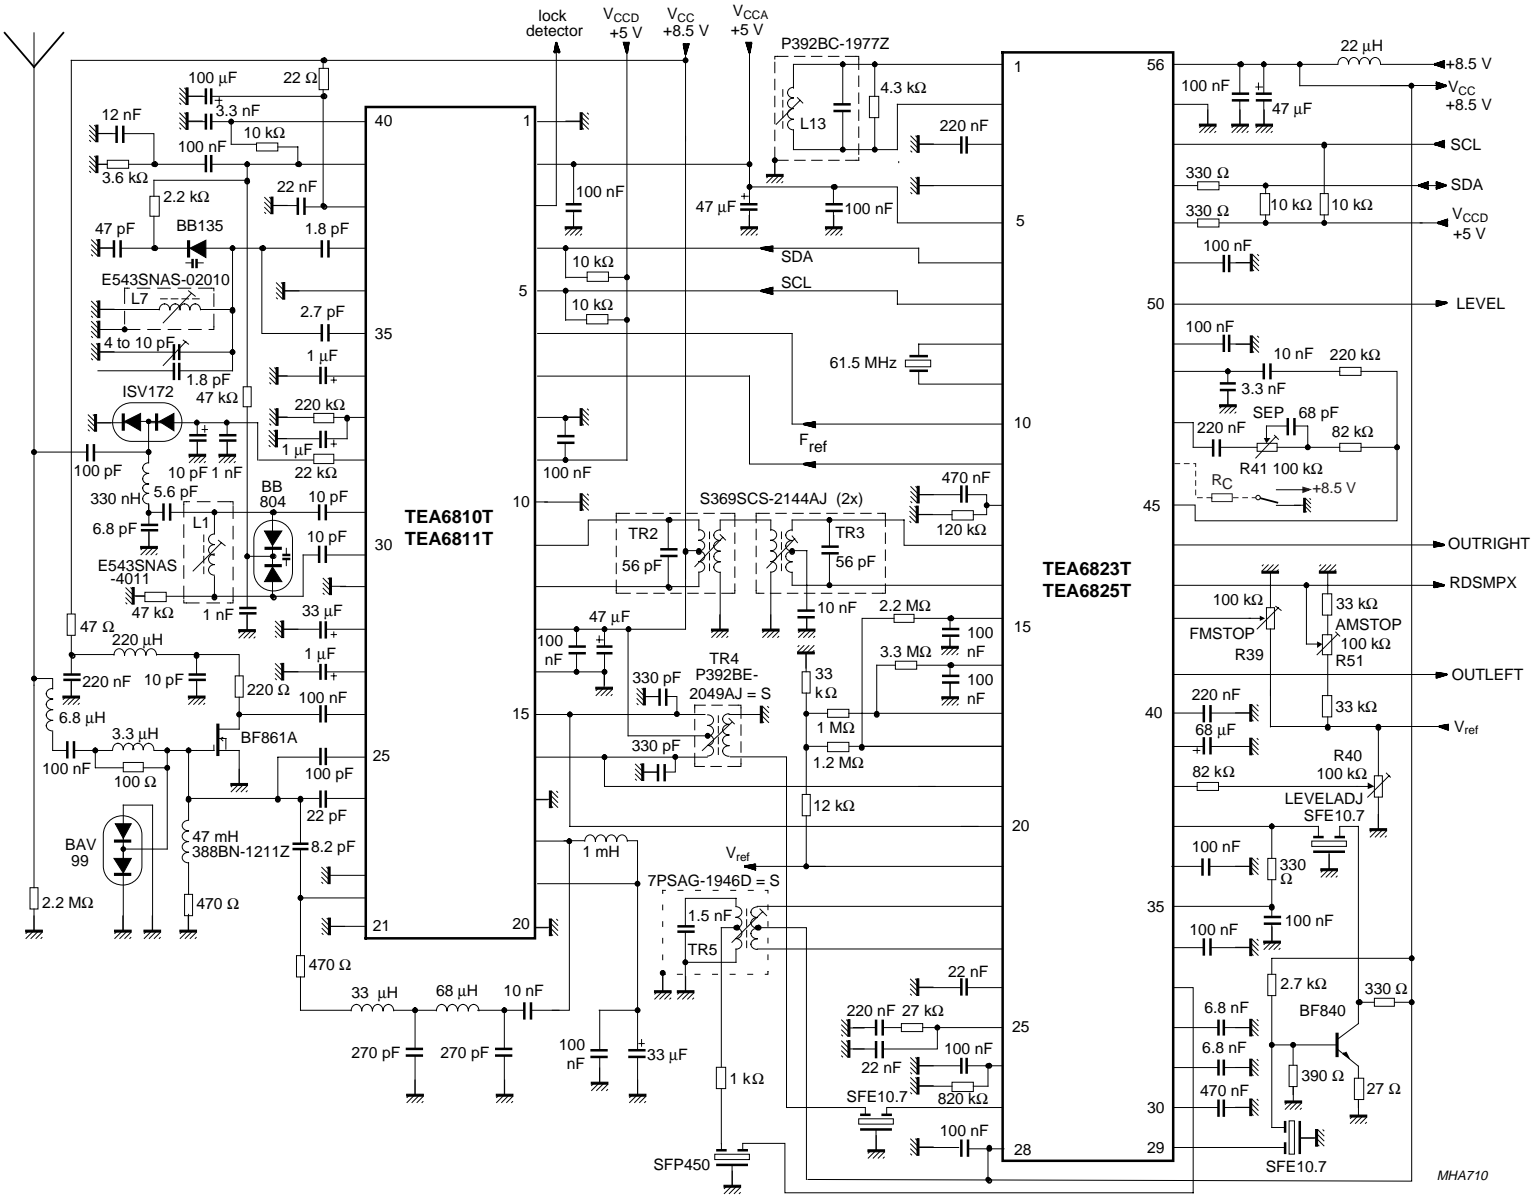 lock
detector
V_CCD
+5 V
V_CC
+8.5 V
V_CCA
+5 V
P392BC-1977Z
L13
4.3 kΩ
100 µF
+
22 Ω
3.3 nF
12 nF
10 kΩ
100 nF
3.6 kΩ
2.2 kΩ
22 nF
47 pF
BB135
1.8 pF
E543SNAS-02010
L7
2.7 pF
4 to 10 pF
1.8 pF
1 µF
+
ISV172
47 kΩ
220 kΩ
1 µF
+
22 kΩ
100 pF
10 pF
+
1 nF
330 nH
5.6 pF
BB
804
10 pF
L1
6.8 pF
10 pF
E543SNAS
-4011
47 kΩ
1 nF
33 µF
+
47 Ω
220 µH
1 µF
+
220 nF
10 pF
220 Ω
100 nF
6.8 µH
3.3 µH
BF861A
100 nF
100 Ω
100 pF
22 pF
BAV
99
47 mH
388BN-1211Z
8.2 pF
2.2 MΩ
470 Ω
470 Ω
33 µH
68 µH
10 nF
270 pF
270 pF
100
nF
+
33 µF
40
35
30
25
21
1
5
10
15
20
TEA6810T
TEA6811T
100 nF
47 µF
+
100 nF
220 nF
10 kΩ
SDA
SCL
10 kΩ
61.5 MHz
F_ref
100 nF
470 nF
120 kΩ
S369SCS-2144AJ (2x)
TR2
56 pF
TR3
56 pF
10 nF
2.2 MΩ
100
nF
3.3 MΩ
100
nF
100
nF
47 µF
+
TR4
P392BE-
2049AJ = S
330 pF
330 pF
33
kΩ
1 MΩ
1.2 MΩ
12 kΩ
1 mH
V_ref
7PSAG-1946D = S
1.5 nF
TR5
22 nF
220 nF
27 kΩ
22 nF
100 nF
820 kΩ
1 kΩ
SFE10.7
100 nF
SFP450
1
5
10
15
20
25
28
56
50
45
40
35
30
29
TEA6823T
TEA6825T
22 µH
+8.5 V
V_CC
+8.5 V
100 nF
+
47 µF
SCL
330 Ω
SDA
330 Ω
10 kΩ
10 kΩ
V_CCD
+5 V
100 nF
LEVEL
100 nF
10 nF
220 kΩ
3.3 nF
SEP
68 pF
220 nF
82 kΩ
R41 100 kΩ
R_C
+8.5 V
OUTRIGHT
RDSMPX
100 kΩ
FMSTOP
R39
33 kΩ
AMSTOP
100 kΩ
R51
OUTLEFT
220 nF
33 kΩ
68 µF
+
V_ref
R40
100 kΩ
82 kΩ
LEVELADJ
SFE10.7
100 nF
330
Ω
100 nF
100 nF
2.7 kΩ
330 Ω
BF840
6.8 nF
6.8 nF
390 Ω
27 Ω
470 nF
SFE10.7
MHA710